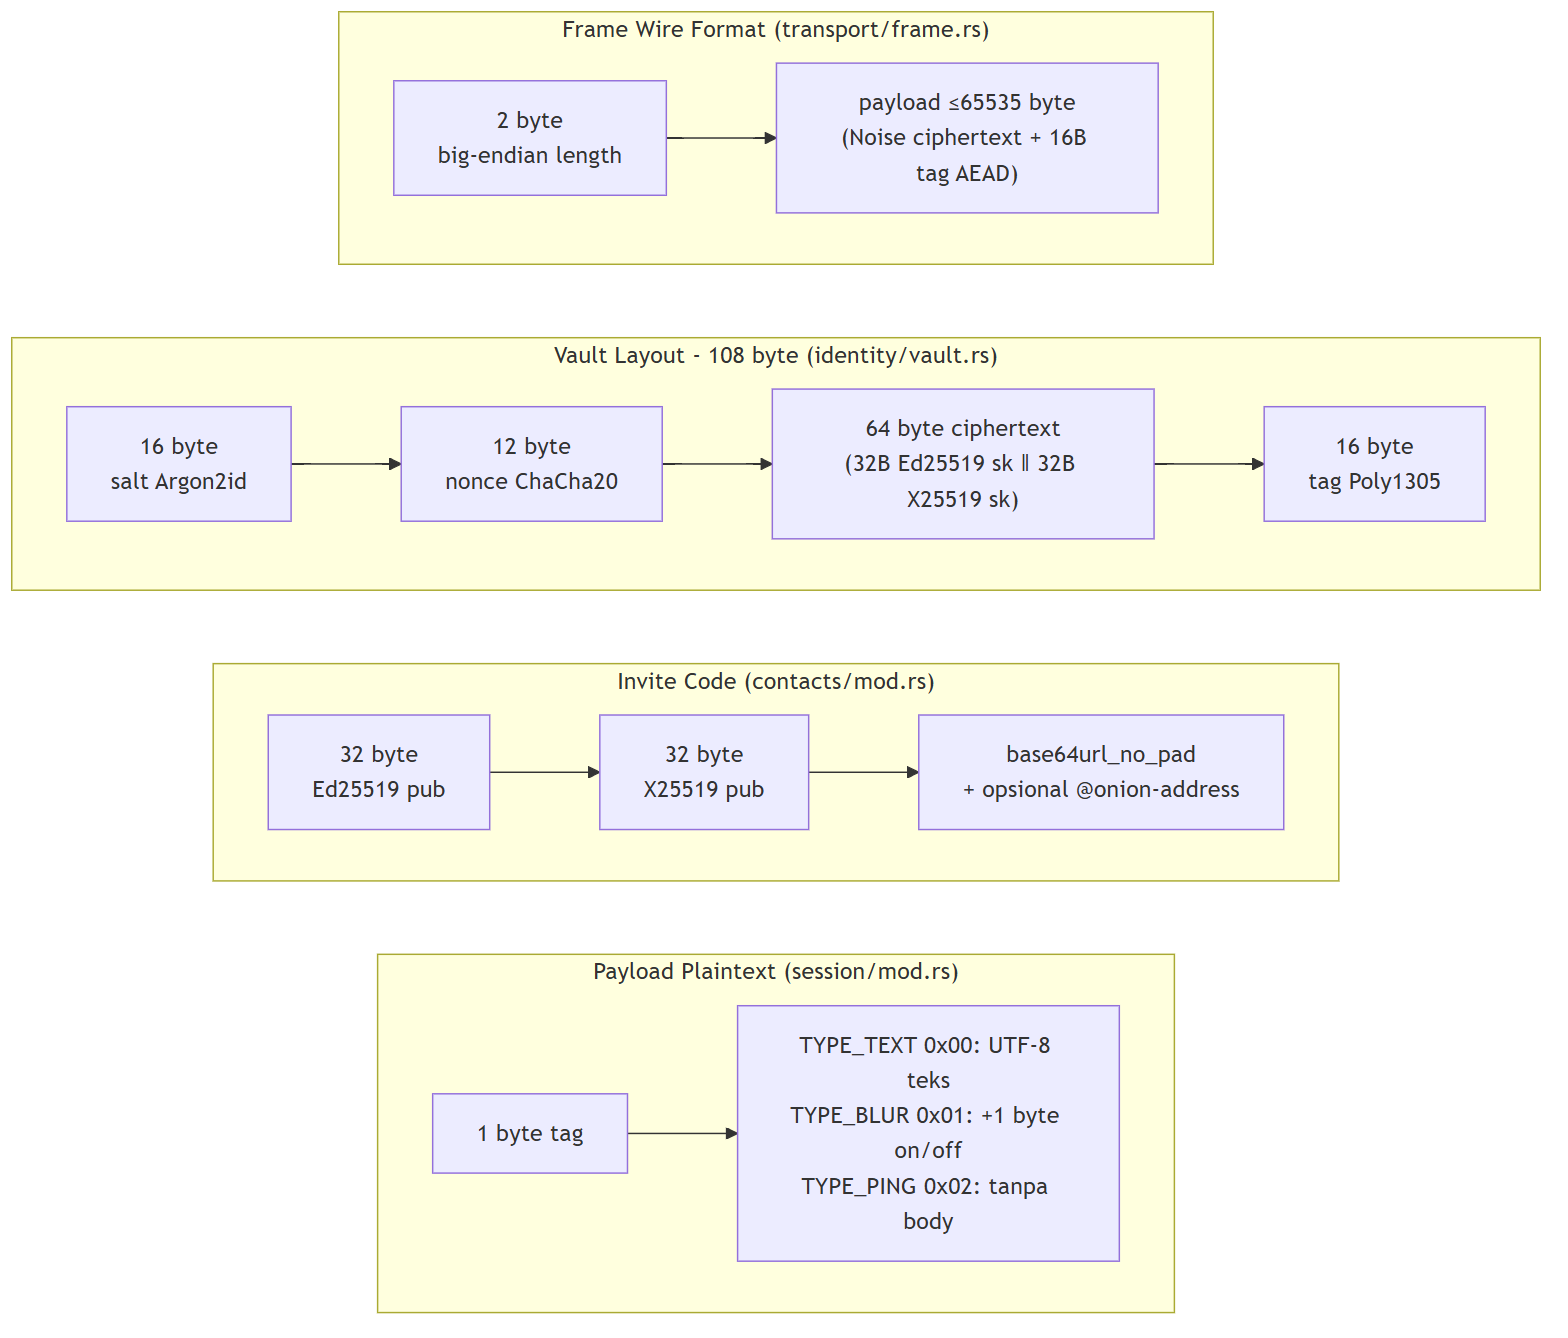 Frame Wire Format (transport/frame.rs)
2 byte
big-endian length
payload ≤65535 byte
(Noise ciphertext + 16B
tag AEAD)
Vault Layout - 108 byte (identity/vault.rs)
16 byte
salt Argon2id
12 byte
nonce ChaCha20
64 byte ciphertext
(32B Ed25519 sk ‖ 32B
X25519 sk)
16 byte
tag Poly1305
Invite Code (contacts/mod.rs)
32 byte
Ed25519 pub
32 byte
X25519 pub
base64url_no_pad
+ opsional @onion-address
Payload Plaintext (session/mod.rs)
1 byte tag
TYPE_TEXT 0x00: UTF-8
teks
TYPE_BLUR 0x01: +1 byte
on/off
TYPE_PING 0x02: tanpa
body